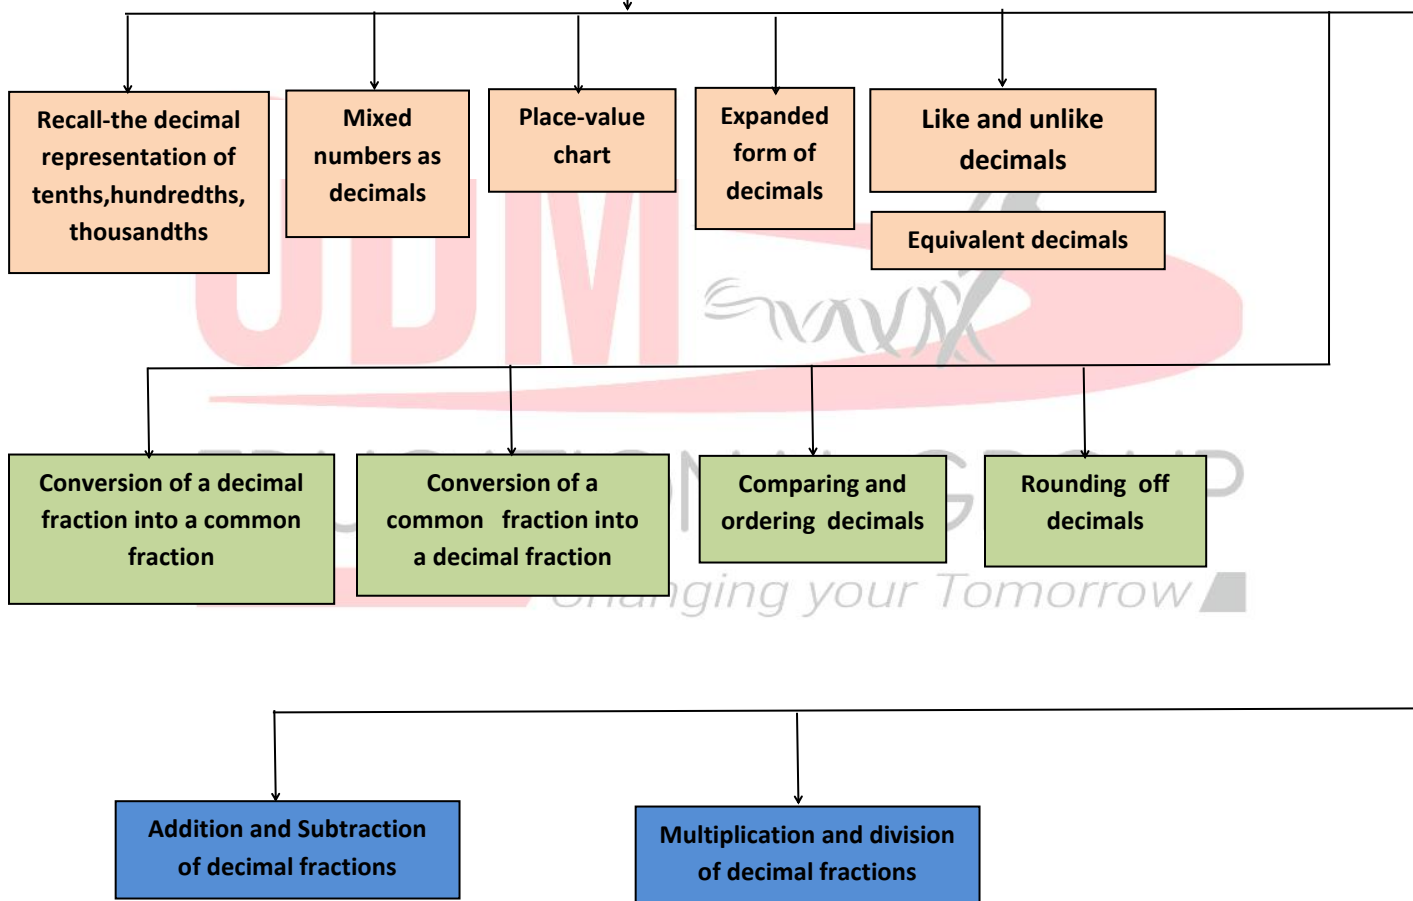 Recall-the decimal
representation of
tenths,hundredths,
thousandths
Mixed
numbers as
decimals
Place-value
chart
Expanded
form of
decimals
Like and unlike
decimals
Equivalent decimals
Conversion of a decimal
fraction into a common
fraction
Conversion of a
common fraction into
a decimal fraction
Comparing and
ordering decimals
Rounding off
decimals
Changing your Tomorrow
Addition and Subtraction
of decimal fractions
Multiplication and division
of decimal fractions